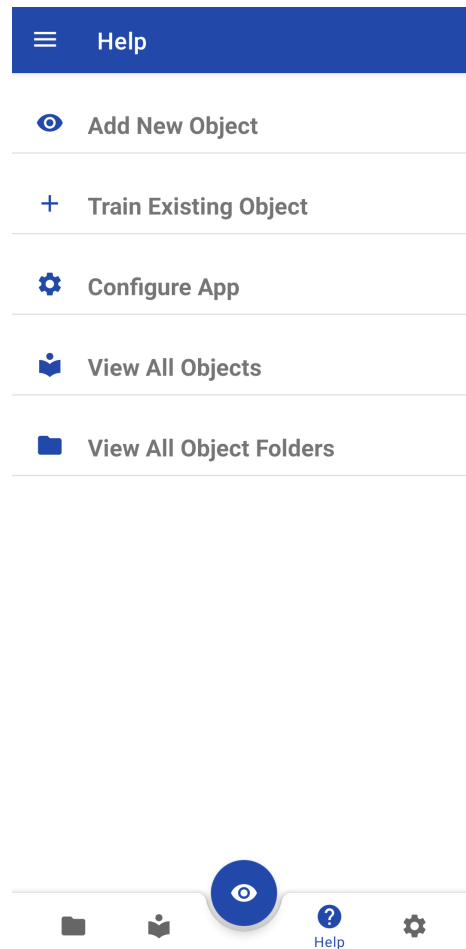 Help
Add New Object
Train Existing Object
Configure App
View All Objects
View All Object Folders
Help